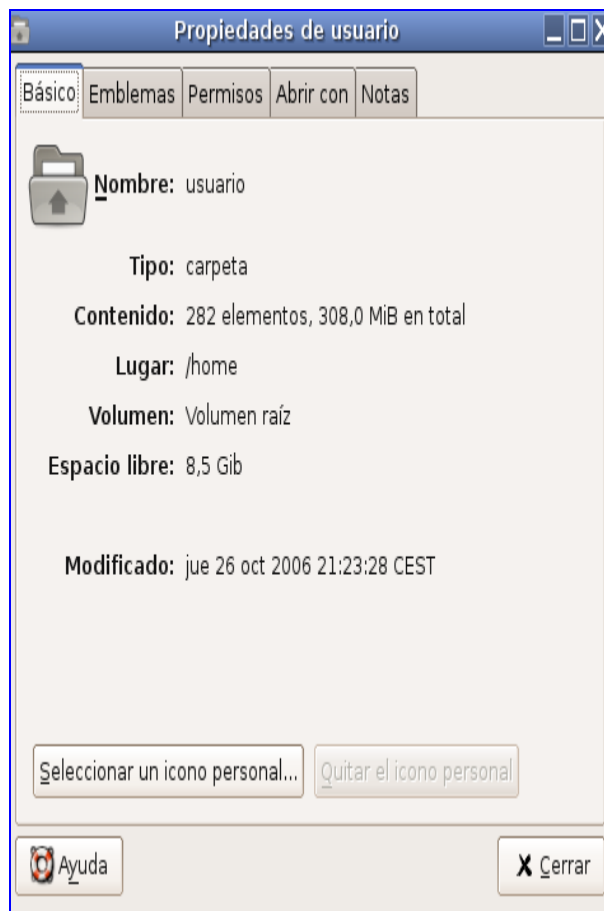 Propiedades de usuario
Básico Emblemas Permisos Abrir con Notas
Nombre: usuario
Tipo: carpeta
Contenido: 282 elementos, 308,0 MiB en total
Lugar: /home
Volumen: Volumen raíz
Espacio libre: 8,5 Gib
Modificado: jue 26 oct 2006 21:23:28 CEST
Seleccionar un icono personal... Quitar el icono personal
Ayuda Cerrar